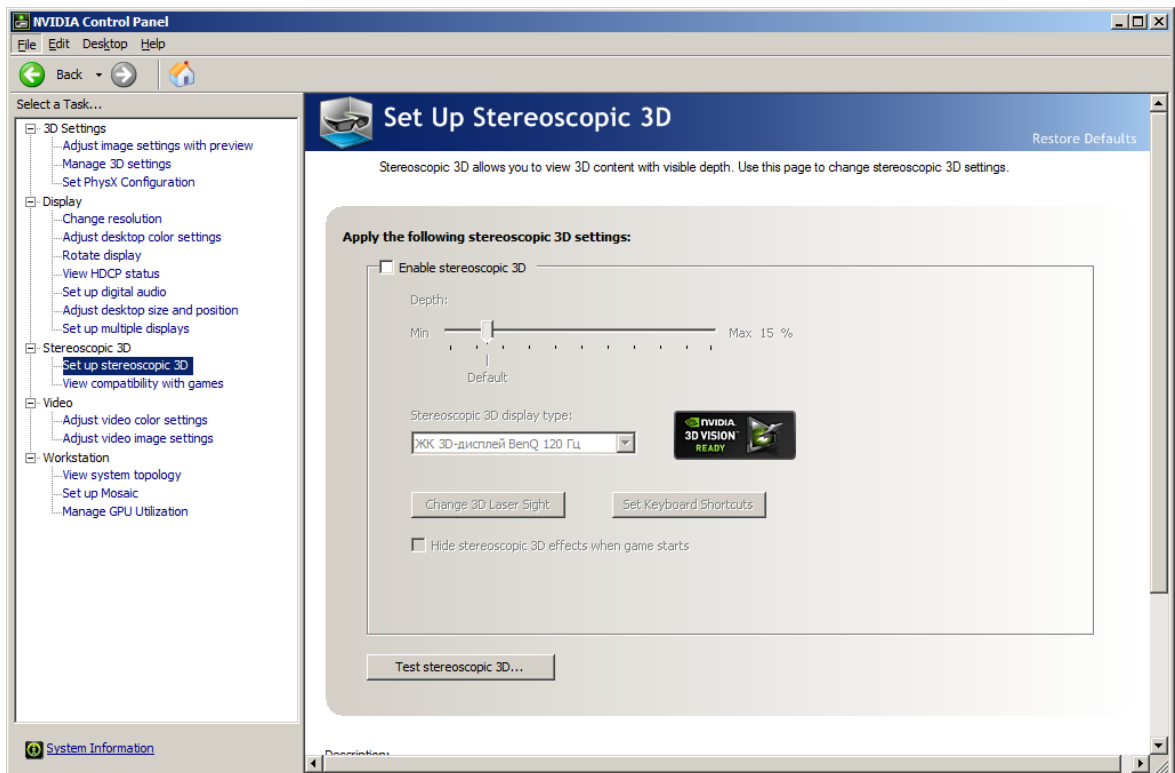 NVIDIA Control Panel
File Edit Desktop Help
Back
Select a Task...
3D Settings
Adjust image settings with preview
Manage 3D settings
Set PhysX Configuration
Display
Change resolution
Adjust desktop color settings
Rotate display
View HDCP status
Set up digital audio
Adjust desktop size and position
Set up multiple displays
Stereoscopic 3D
Set up stereoscopic 3D
View compatibility with games
Video
Adjust video color settings
Adjust video image settings
Workstation
View system topology
Set up Mosaic
Manage GPU Utilization
System Information
Set Up Stereoscopic 3D
Restore Defaults
Stereoscopic 3D allows you to view 3D content with visible depth. Use this page to change stereoscopic 3D settings.
Apply the following stereoscopic 3D settings:
Enable stereoscopic 3D
Depth:
Min Max 15 %
Default
Stereoscopic 3D display type:
ЖК 3D-дисплей BenQ 120 Гц
NVIDIA
3D VISION
READY
Change 3D Laser Sight Set Keyboard Shortcuts
Hide stereoscopic 3D effects when game starts
Test stereoscopic 3D...
Description: